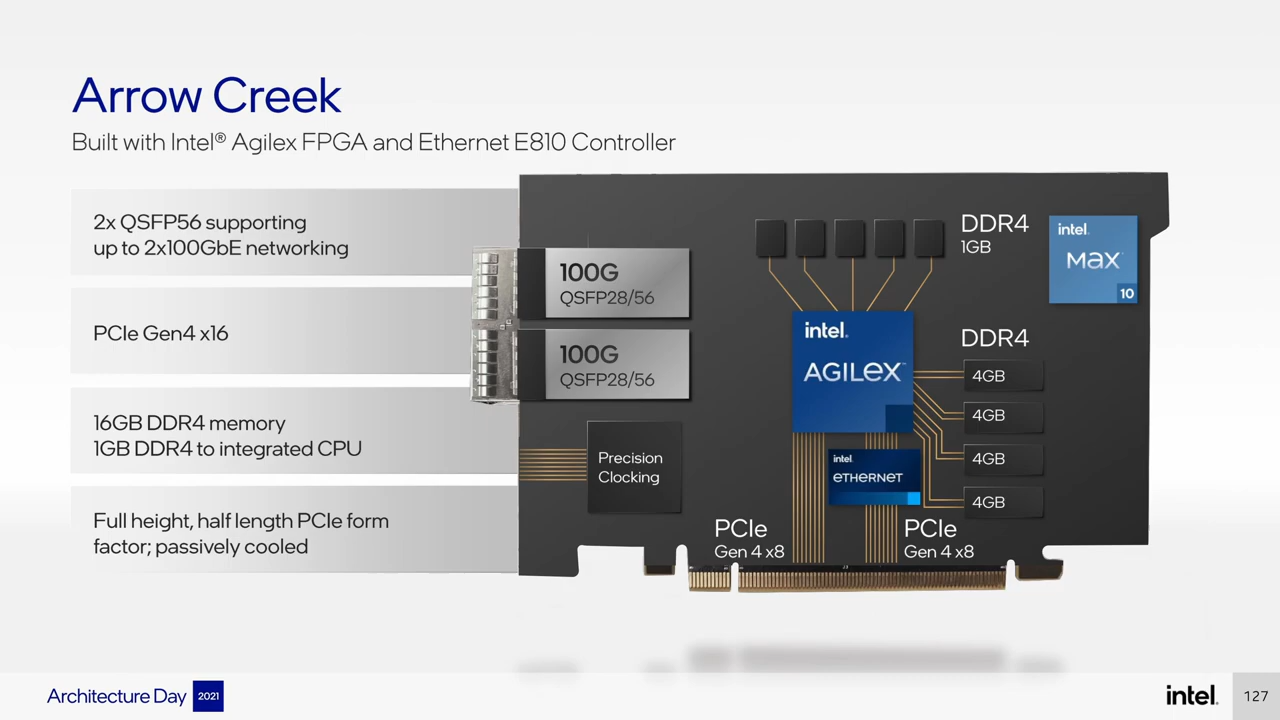 Arrow Creek
Built with Intel® Agilex FPGA and Ethernet E810 Controller
2x QSFP56 supporting
up to 2x100GbE networking
PCIe Gen4 x16
16GB DDR4 memory
1GB DDR4 to integrated CPU
Full height, half length PCIe form
factor; passively cooled
100G
QSFP28/56
100G
QSFP28/56
Precision
Clocking
DDR4
1GB
intel.
MAX
10
intel.
AGILEX™
DDR4
4GB
4GB
4GB
4GB
intel.
ETHERNET
PCIe
Gen 4 x8
PCIe
Gen 4 x8
Architecture Day 2021
intel. 127